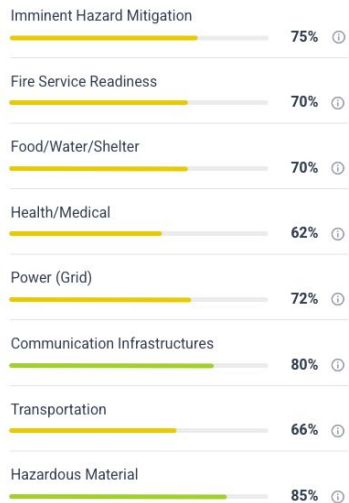 Imminent Hazard Mitigation
75%
Fire Service Readiness
70%
Food/Water/Shelter
70%
Health/Medical
62%
Power (Grid)
72%
Communication Infrastructures
80%
Transportation
66%
Hazardous Material
85%